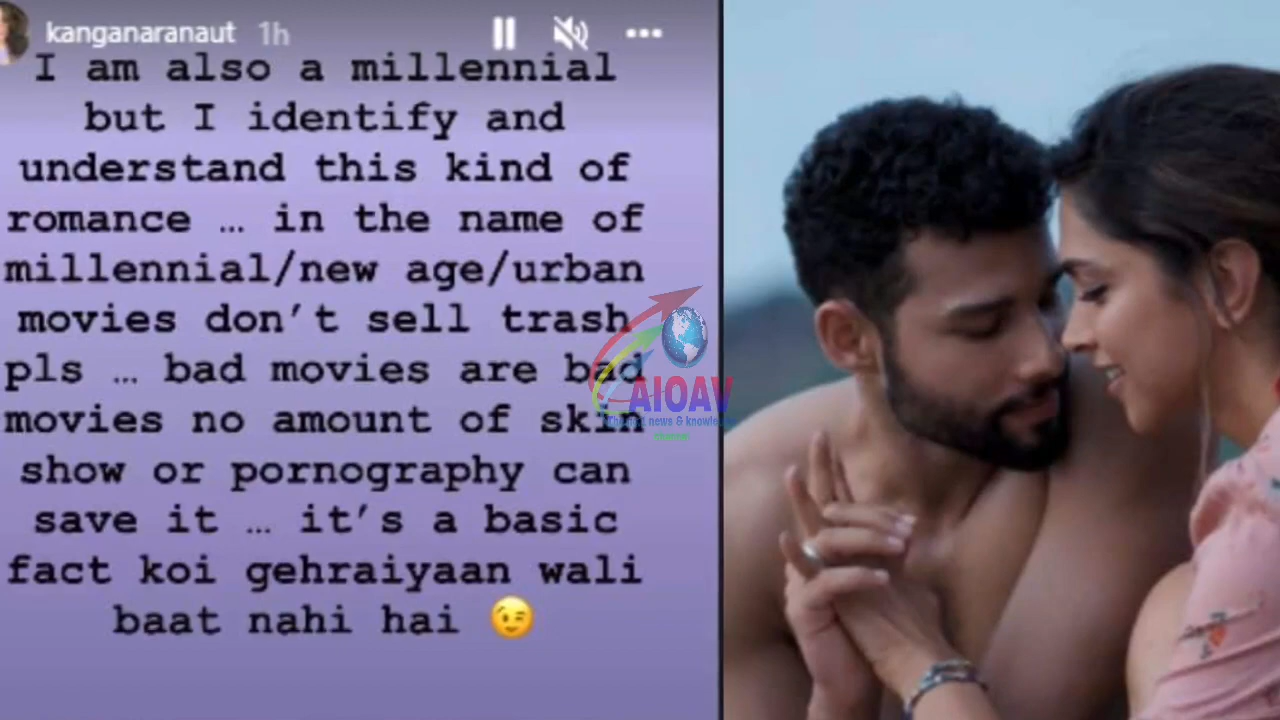 kanganaranaut 1h
I am also a millennial
but I identify and
understand this kind of
romance … in the name of
millennial/new age/urban
movies don’t sell trash
pls … bad movies are bad
movies no amount of skin
show or pornography can
save it … it’s a basic
fact koi gehraiyaan wali
baat nahi hai 😉
AIOAV
news & knowledge